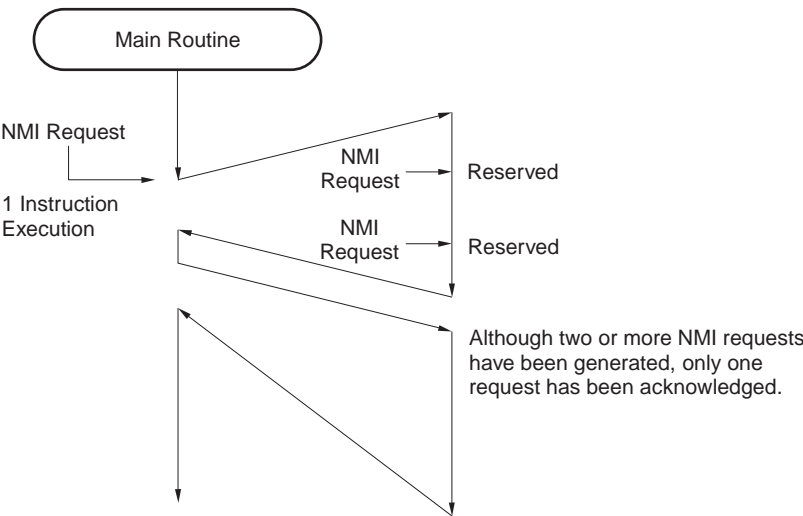 Main Routine
NMI Request
NMI
Request
Reserved
1 Instruction
Execution
NMI
Request
Reserved
Although two or more NMI requests
have been generated, only one
request has been acknowledged.